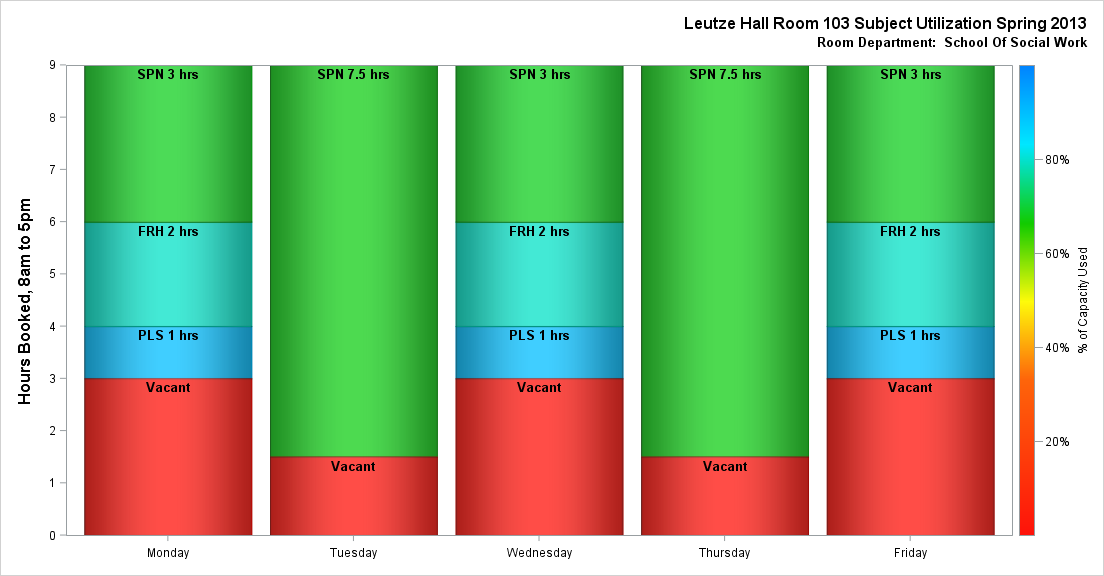 Leutze Hall Room 103 Subject Utilization Spring 2013
Room Department:  School Of Social Work
Hours Booked, 8am to 5pm
9
8
7
6
5
4
3
2
1
0
SPN 3 hrs
FRH 2 hrs
PLS 1 hrs
Vacant
SPN 7.5 hrs
Vacant
SPN 3 hrs
FRH 2 hrs
PLS 1 hrs
Vacant
SPN 7.5 hrs
Vacant
SPN 3 hrs
FRH 2 hrs
PLS 1 hrs
Vacant
Monday
Tuesday
Wednesday
Thursday
Friday
80%
60%
40%
20%
% of Capacity Used